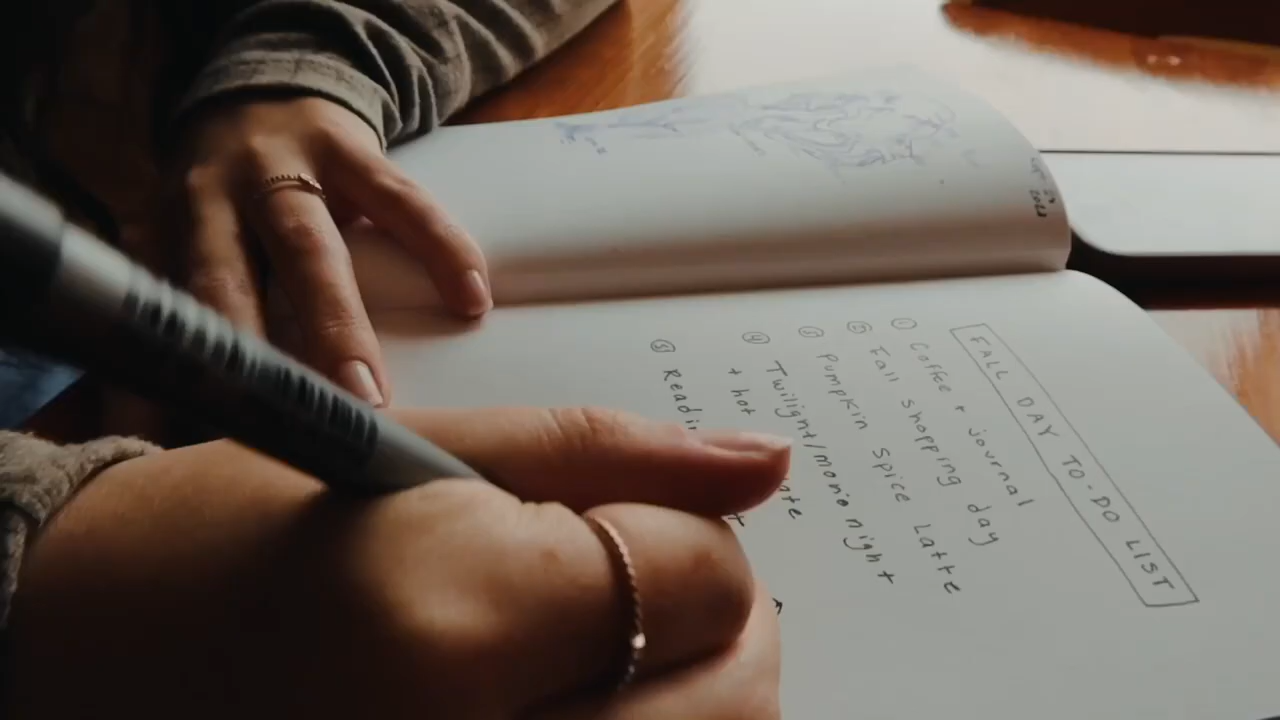 FALL DAY TO-DO LIST
① Coffee + journal
② Fall shopping day
③ Pumpkin spice Latte
④ Twilight/movie night
+ hot
⑤